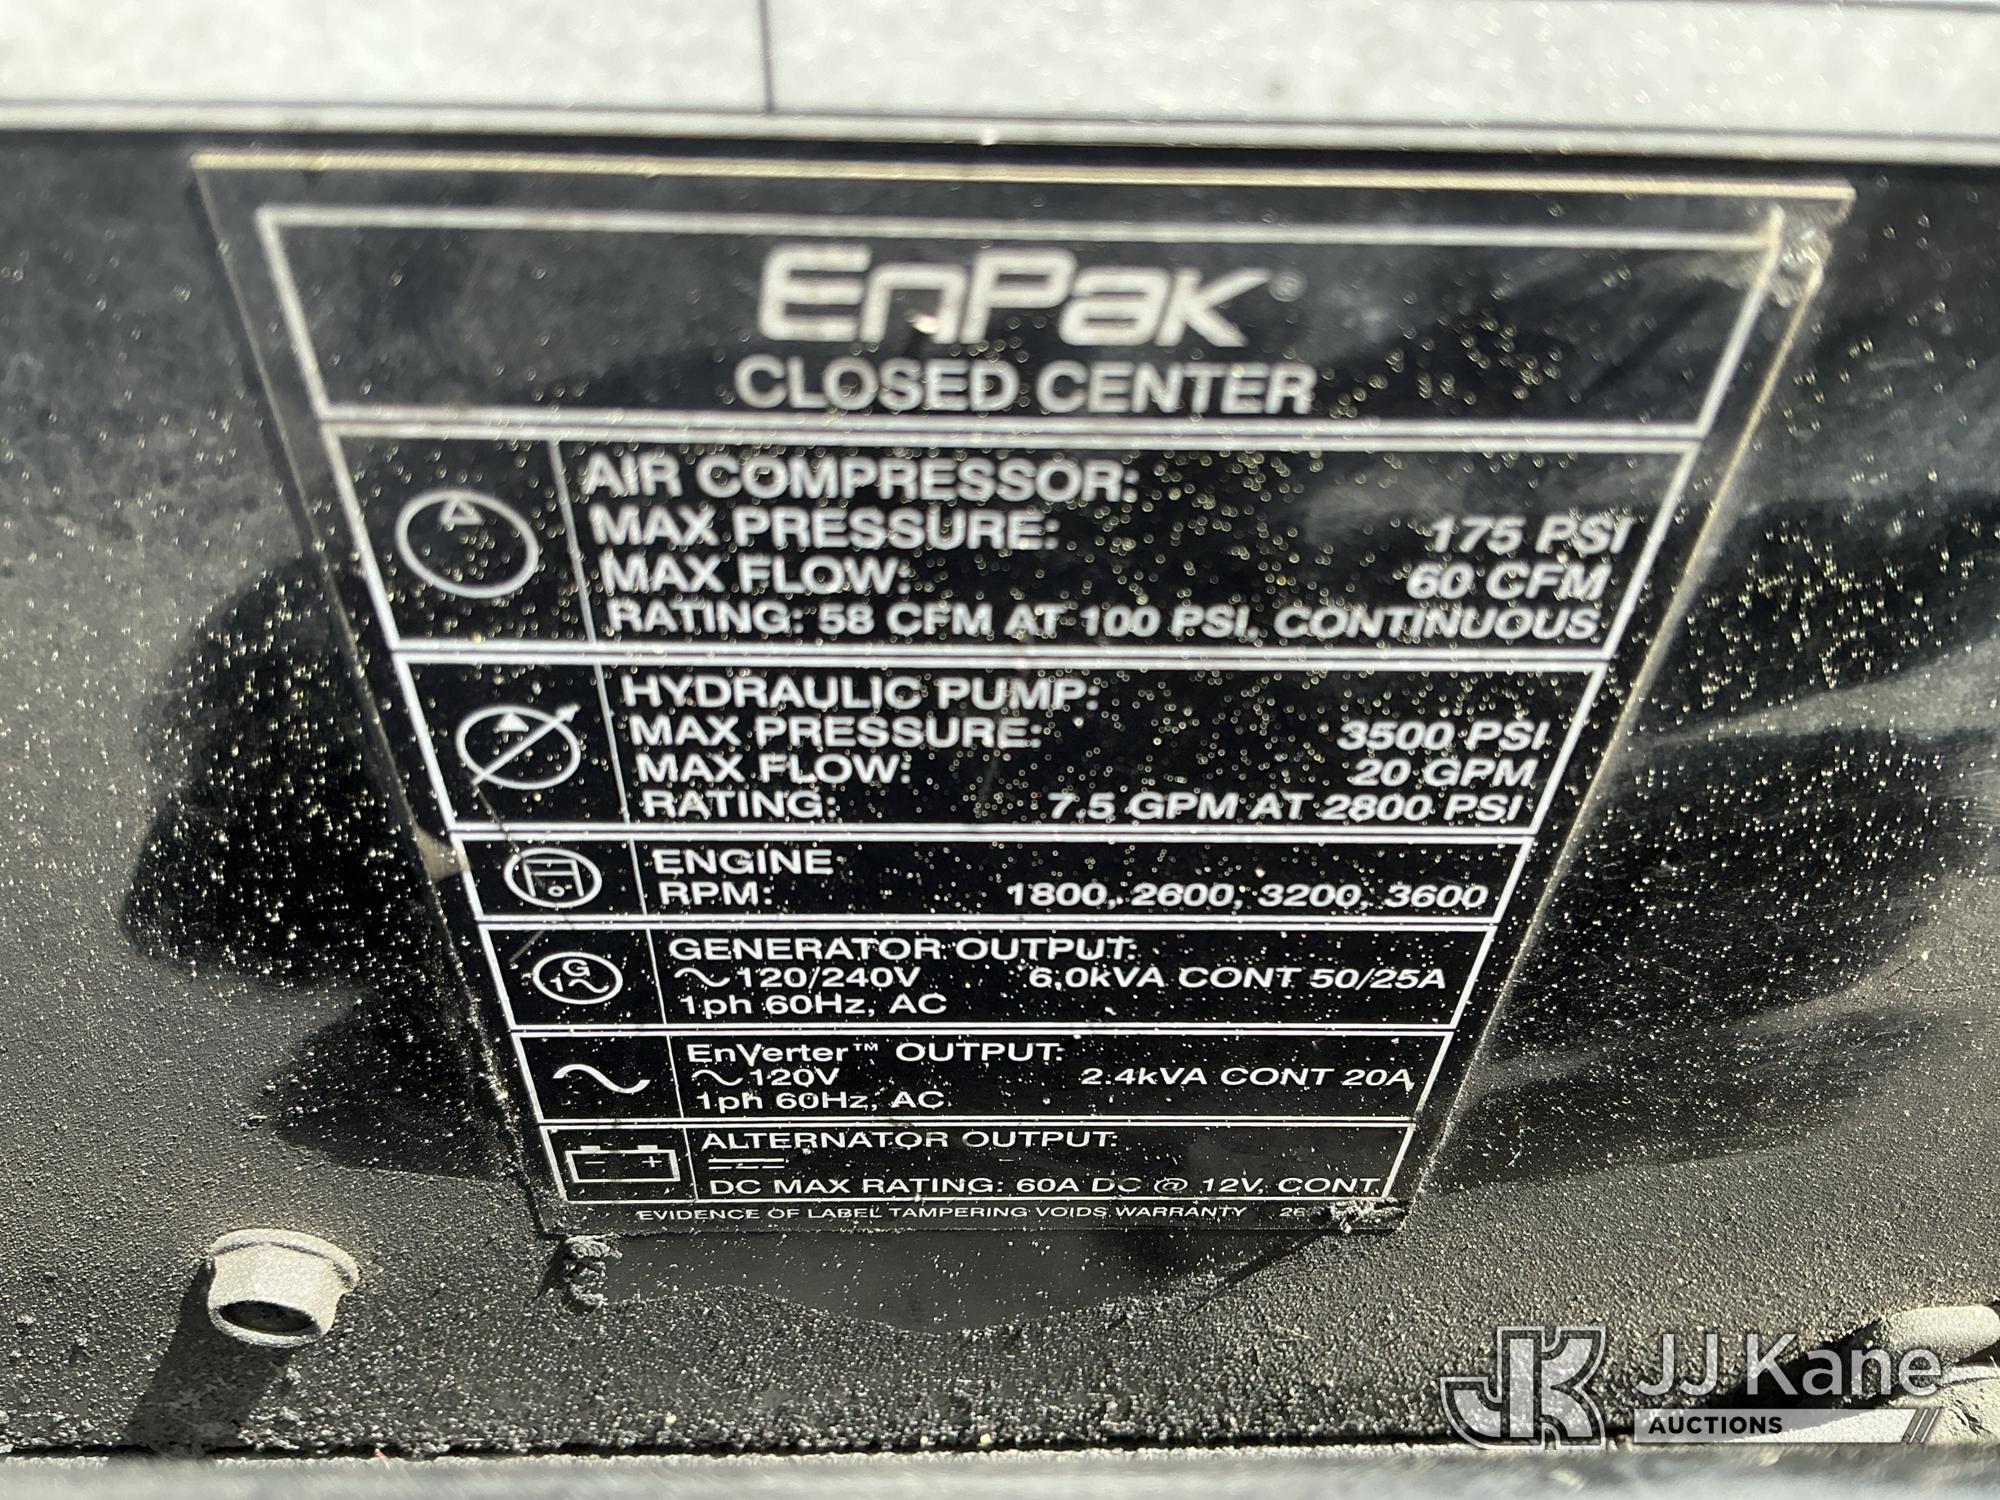 EnPak®
CLOSED CENTER
AIR COMPRESSOR:
MAX PRESSURE: 175 PSI
MAX FLOW: 60 CFM
RATING: 58 CFM AT 100 PSI, CONTINUOUS
HYDRAULIC PUMP:
MAX PRESSURE: 3500 PSI
MAX FLOW: 20 GPM
RATING: 7.5 GPM AT 2800 PSI
ENGINE
RPM: 1800, 2600, 3200, 3600
G
1~
GENERATOR OUTPUT:
~120/240V 6.0kVA CONT 50/25A
1ph 60Hz, AC
EnVerter™ OUTPUT:
~120V 2.4kVA CONT 20A
1ph 60Hz, AC
- +
ALTERNATOR OUTPUT:
DC MAX RATING: 60A DC @ 12V, CONT
EVIDENCE OF LABEL TAMPERING VOIDS WARRANTY
JK JJ Kane
AUCTIONS